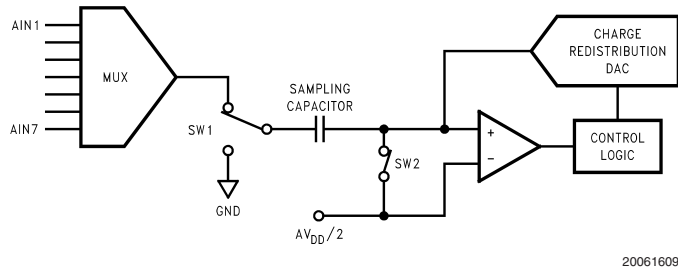 AIN1
MUX
AIN7
SW1
GND
SAMPLING
CAPACITOR
SW2
AVDD/2
+
−
CHARGE
REDISTRIBUTION
DAC
CONTROL
LOGIC
20061609